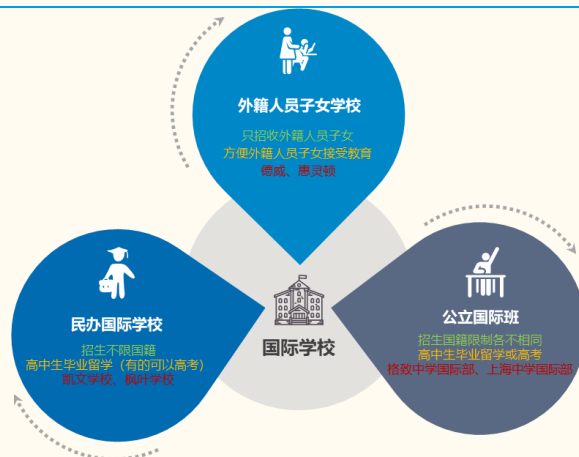 外籍人员子女学校
只招收外籍人员子女
方便外籍人员子女接受教育
德威、惠灵顿
民办国际学校
招生不限国籍
高中生毕业留学（有的可以高考）
凯文学校、枫叶学校
国际学校
公立国际班
招生国籍限制各不相同
高中生毕业留学或高考
格致中学国际部、上海中学国际部